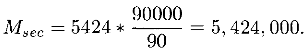 M_{sec} = 5424 * \frac{90000}{90} = 5,424,000.